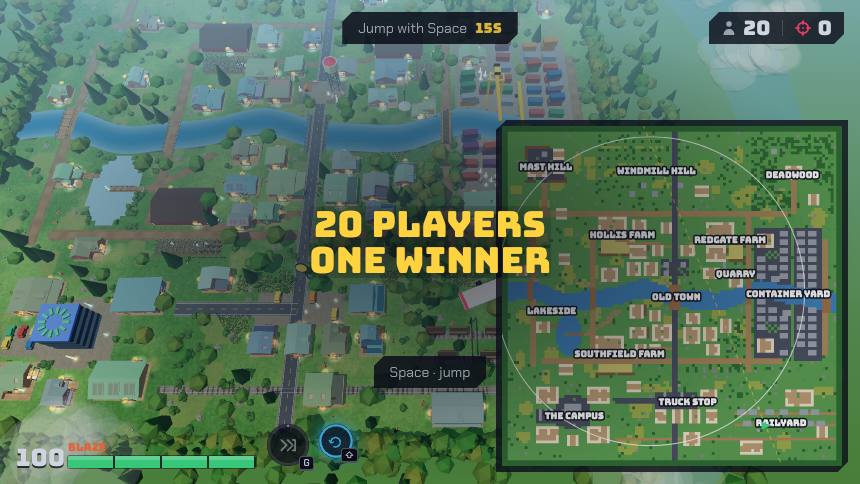 Jump with Space 15S
20 0
MAST HILL
WINDMILL HILL
DEADWOOD
20 PLAYERS
ONE WINNER
HOLLIS FARM
REDGATE FARM
QUARRY
CONTAINER YARD
OLD TOWN
LAKESIDE
SOUTHFIELD FARM
Space · jump
TRUCK STOP
THE CAMPUS
RAILYARD
BLAZE
100
G